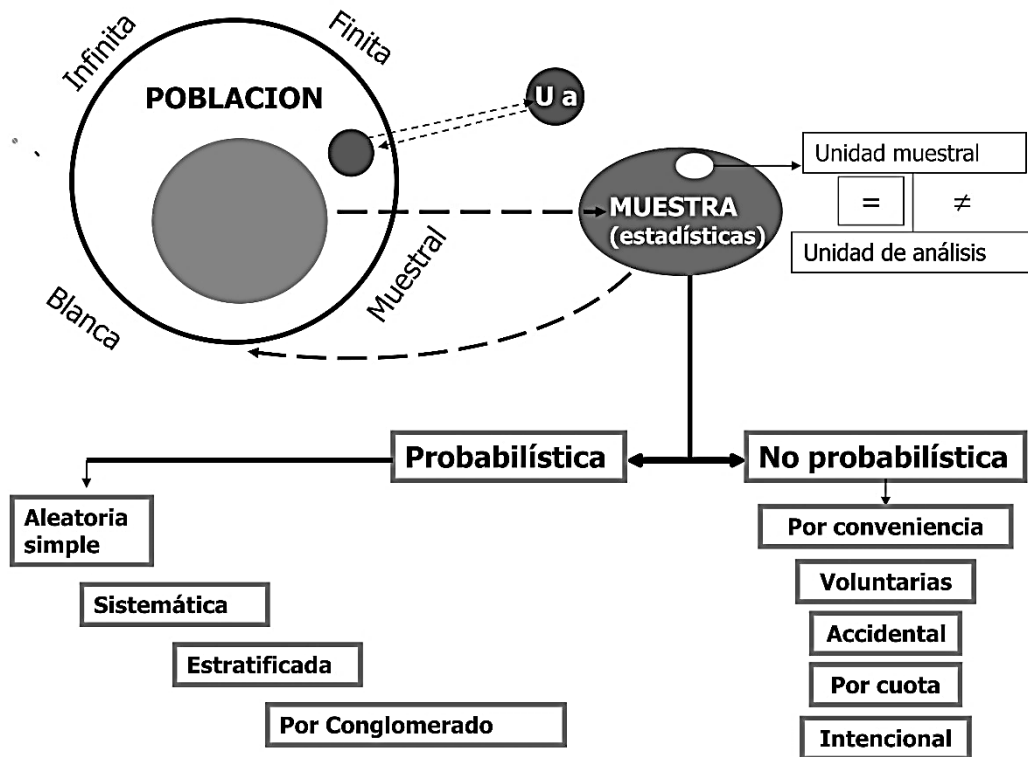 Infinita
Finita
POBLACION
U a
Unidad muestral
= ≠
Unidad de análisis
MUESTRA
(estadísticas)
Muestral
Blanca
Probabilística
No probabilística
Aleatoria
simple
Sistemática
Estratificada
Por Conglomerado
Por conveniencia
Voluntarias
Accidental
Por cuota
Intencional